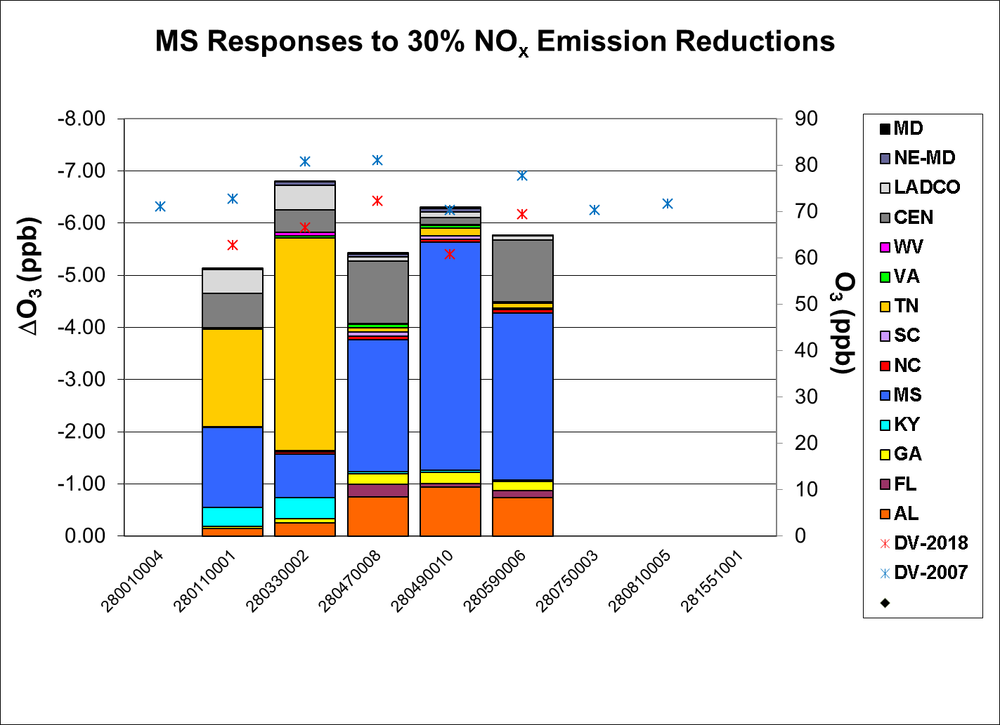 MS Responses to 30% NOx Emission Reductions
ΔO3 (ppb)
-8.00
-7.00
-6.00
-5.00
-4.00
-3.00
-2.00
-1.00
0.00
90
80
70
60
50
40
30
20
10
0
O3 (ppb)
280010004
280110001
280330002
280470008
280490010
280590006
280750003
280810005
281551001
MD
NE-MD
LADCO
CEN
WV
VA
TN
SC
NC
MS
KY
GA
FL
AL
DV-2018
DV-2007